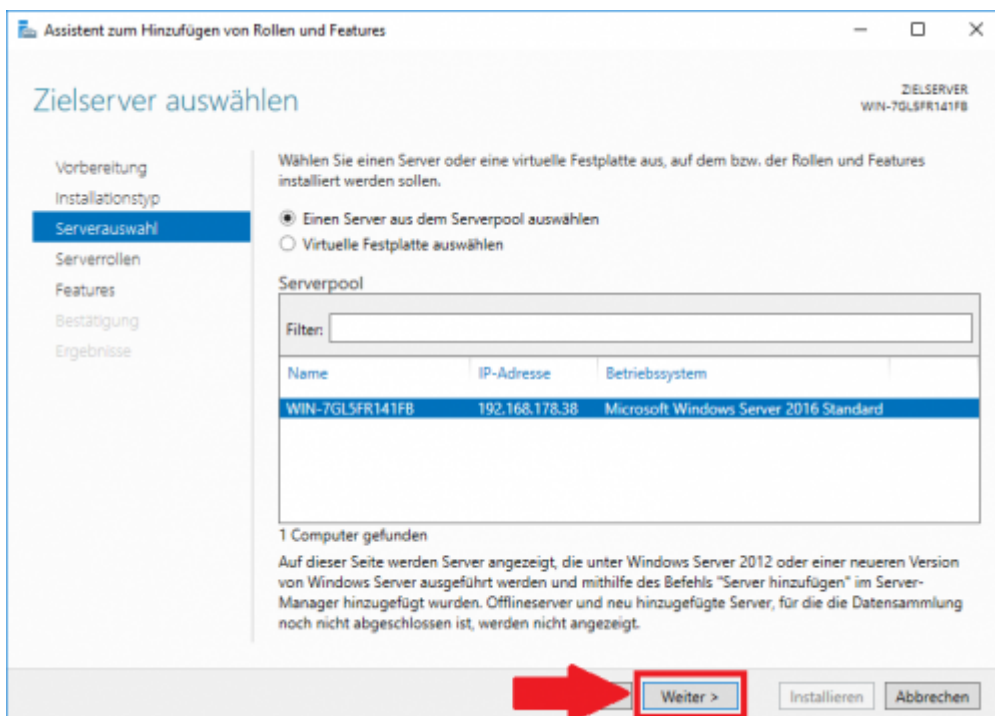 Assistent zum Hinzufügen von Rollen und Features
Zielserver auswählen
ZIELSERVER
WIN-7GL5FR141FB
Vorbereitung
Installationstyp
Serverauswahl
Serverrollen
Features
Bestätigung
Ergebnisse
Wählen Sie einen Server oder eine virtuelle Festplatte aus, auf dem bzw. der Rollen und Features
installiert werden sollen.
Einen Server aus dem Serverpool auswählen
Virtuelle Festplatte auswählen
Serverpool
Filter:
Name IP-Adresse Betriebssystem
WIN-7GL5FR141FB 192.168.178.38 Microsoft Windows Server 2016 Standard
1 Computer gefunden
Auf dieser Seite werden Server angezeigt, die unter Windows Server 2012 oder einer neueren Version
von Windows Server ausgeführt werden und mithilfe des Befehls "Server hinzufügen" im Server-
Manager hinzugefügt wurden. Offlineserver und neu hinzugefügte Server, für die die Datensammlung
noch nicht abgeschlossen ist, werden nicht angezeigt.
Weiter > Installieren Abbrechen